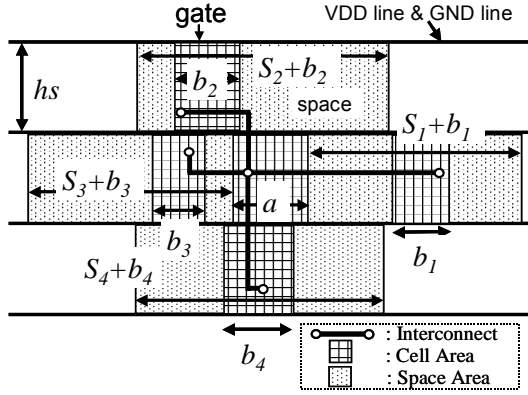 gate
VDD line & GND line
S2+b2
hs
b2
space
S1+b1
S3+b3
a
b3
b1
S4+b4
b4
: Interconnect
: Cell Area
: Space Area